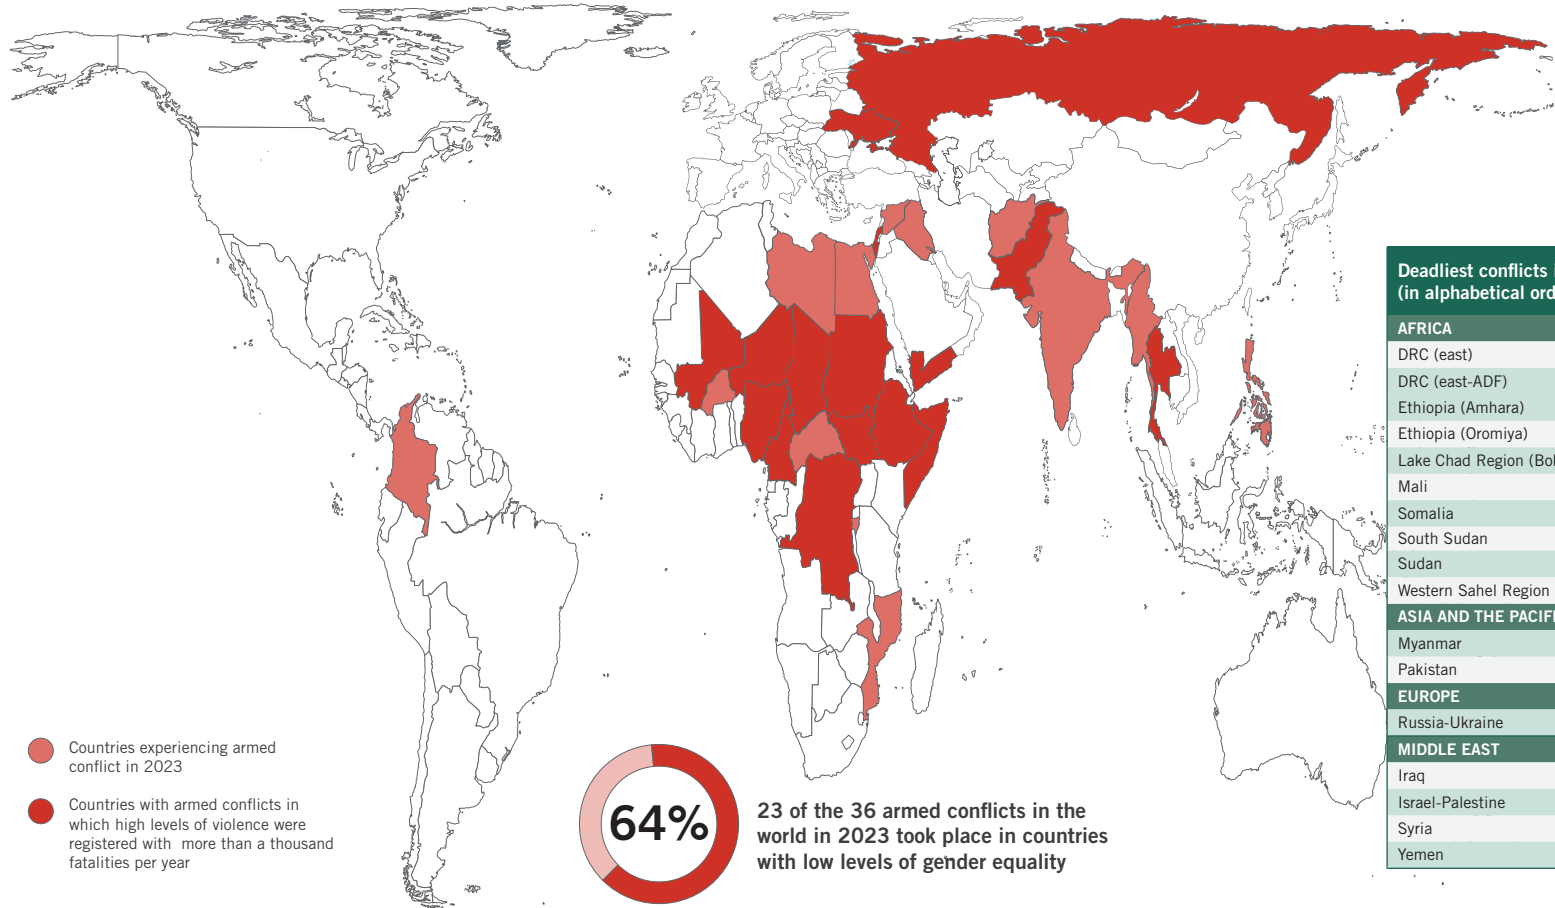 Deadliest conflicts
(in alphabetical
AFRICA
DRC (east)
DRC (east-ADF)
Ethiopia (Amhara)
Ethiopia (Oromiya)
Lake Chad Region
Mali
Somalia
South Sudan
Sudan
Western Sahel Region
ASIA AND THE
Myanmar
Pakistan
EUROPE
Russia-Ukraine
MIDDLE EAST
Iraq
Israel-Palestine
Syria
Yemen
Countries experiencing armed
conflict in 2023
Countries with armed conflicts in
which high levels of violence were
registered with more than a thousand
fatalities per year
64%
23 of the 36 armed conflicts in the
world in 2023 took place in countries
with low levels of gender equality